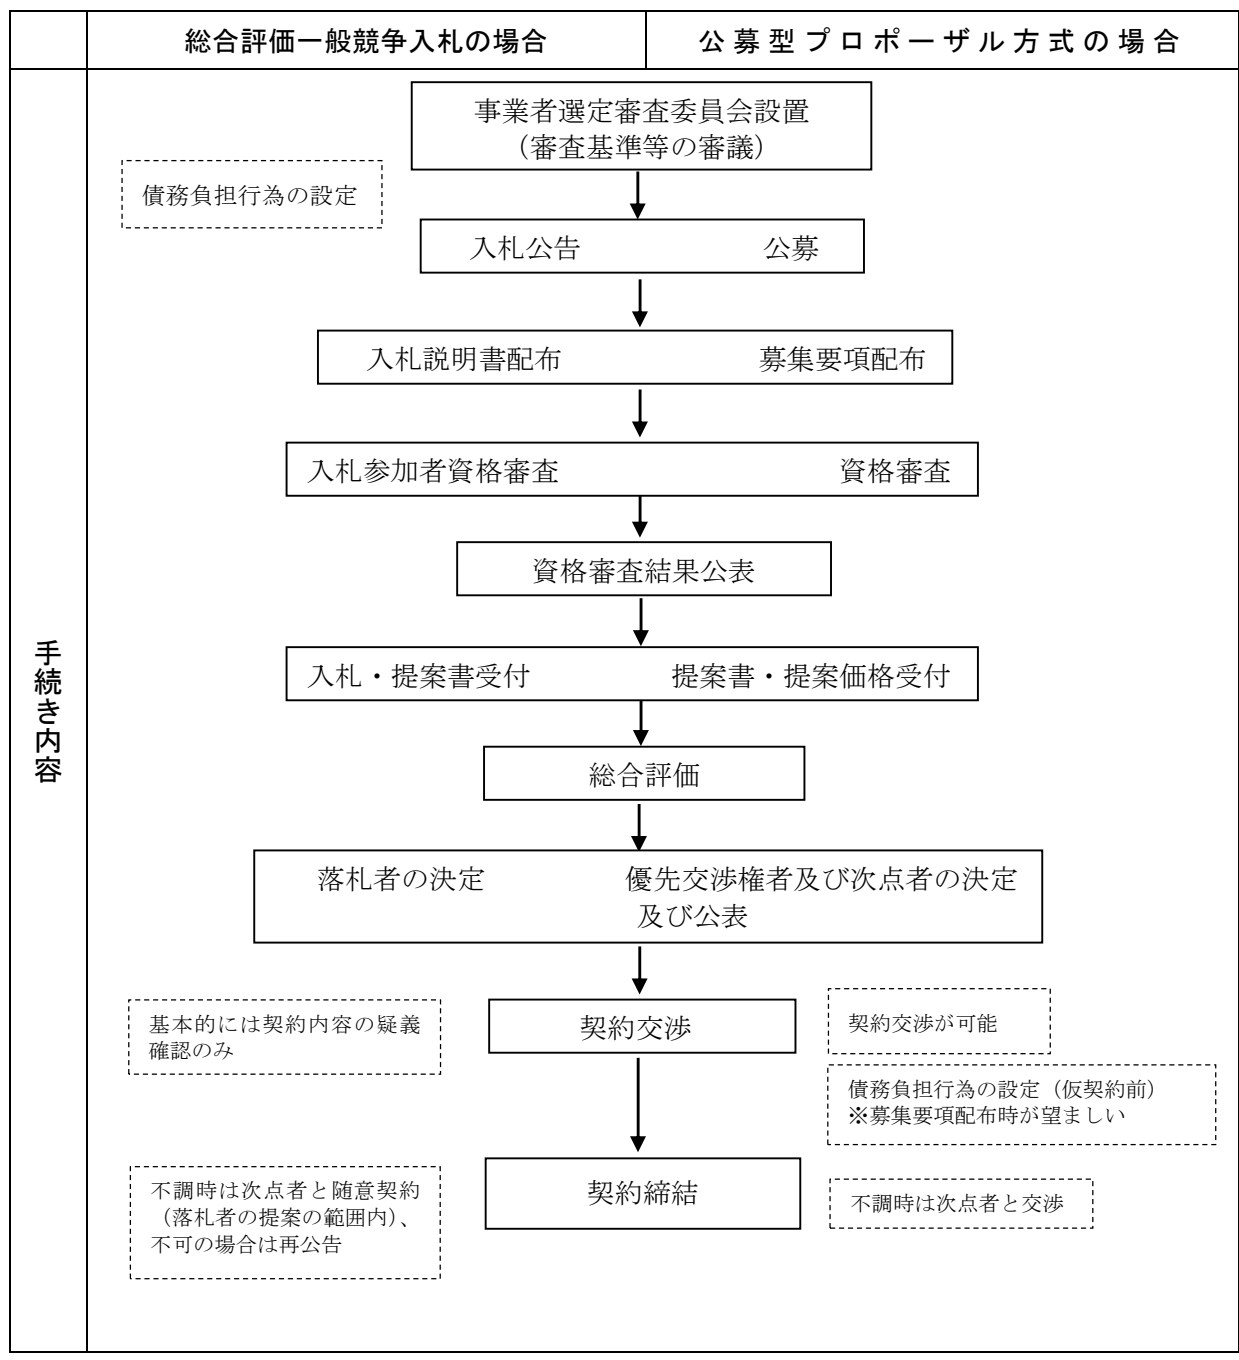 総合評価一般競争入札の場合
公募型プロポーザル方式の場合
手続き内容
事業者選定審査委員会設置
（審査基準等の審議）
債務負担行為の設定
入札公告　公募
入札説明書配布　募集要項配布
入札参加者資格審査　資格審査
資格審査結果公表
入札・提案書受付　提案書・提案価格受付
総合評価
落札者の決定　優先交渉権者及び次点者の決定
及び公表
基本的には契約内容の疑義
確認のみ
契約交渉
契約交渉が可能
債務負担行為の設定（仮契約前）
※募集要項配布時が望ましい
不調時は次点者と随意契約
（落札者の提案の範囲内）、
不可の場合は再公告
契約締結
不調時は次点者と交渉